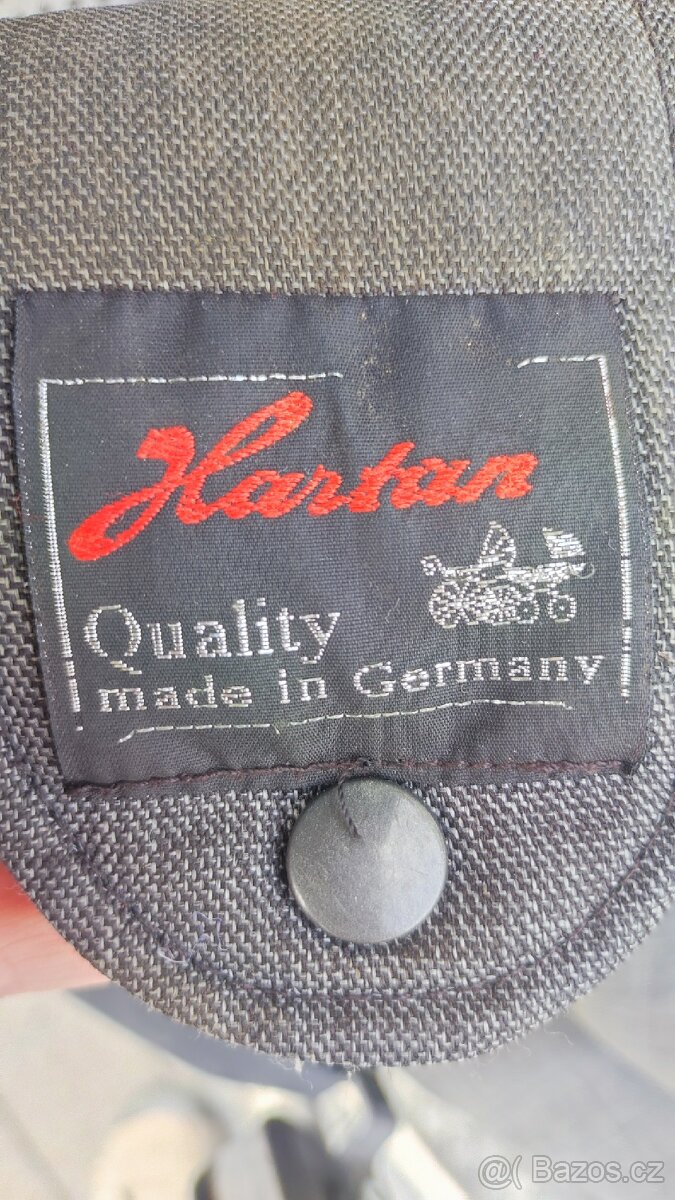 Hartan
Quality
made in Germany
@( Bazos.cz